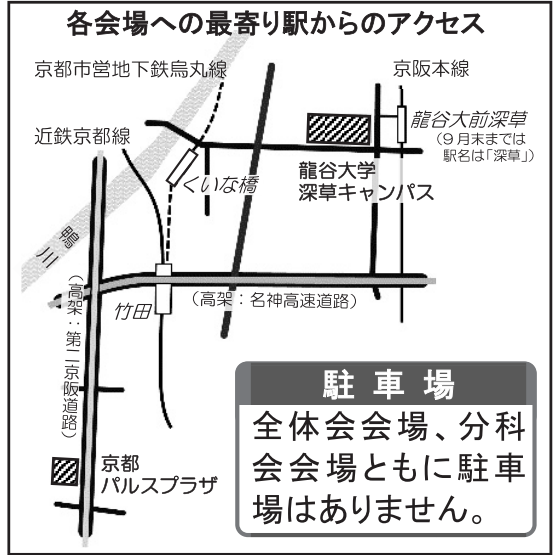 各会場への最寄り駅からのアクセス
京都市営地下鉄烏丸線
京阪本線
近鉄京都線
龍谷大前深草
（９月末までは
駅名は「深草」）
くいな橋
龍谷大学
深草キャンパス
鴨川
竹田
（高架：名神高速道路）
（高架：第二京阪道路）
京都
パルスプラザ
駐車場
全体会会場、分科
会会場ともに駐車
場はありません。